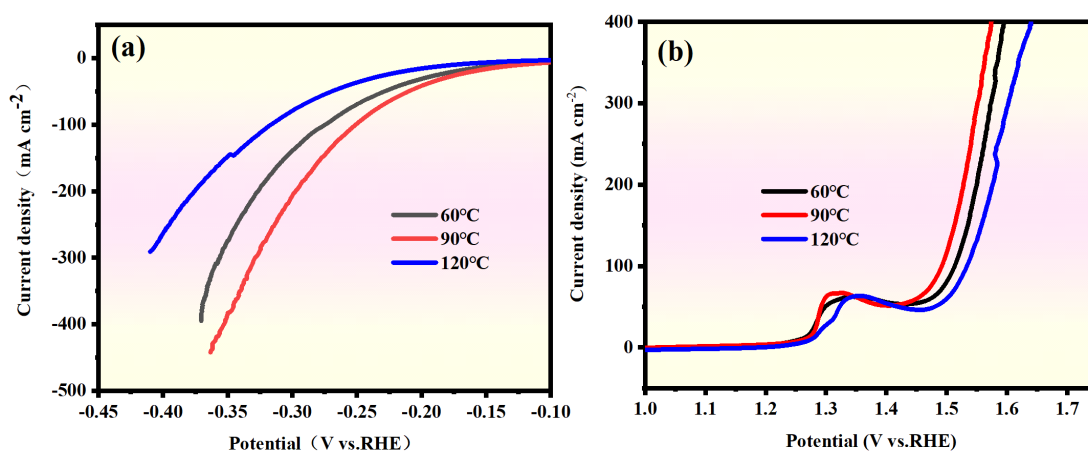 (a)
0
-100
-200
-300
-400
-500
-0.45 -0.40 -0.35 -0.30 -0.25 -0.20 -0.15 -0.10
Current density（mA cm-2）
Potential（V vs.RHE）
60℃
90℃
120℃
(b)
400
300
200
100
0
1.0 1.1 1.2 1.3 1.4 1.5 1.6 1.7
Current density (mA cm-2)
Potential (V vs.RHE)
60℃
90℃
120℃